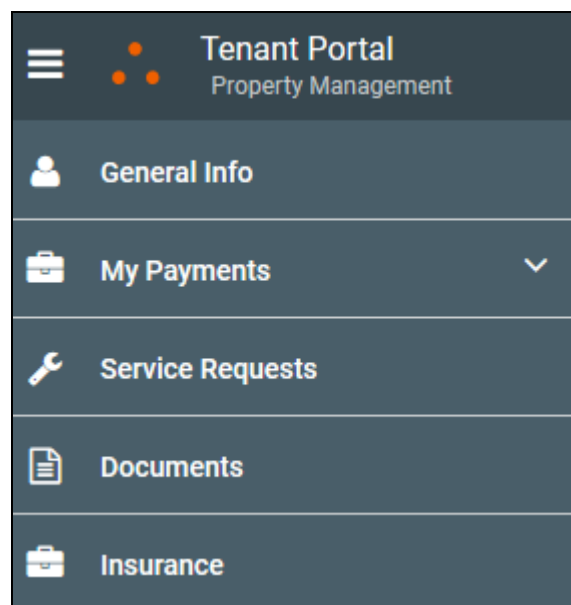 Tenant Portal
Property Management
General Info
My Payments
Service Requests
Documents
Insurance